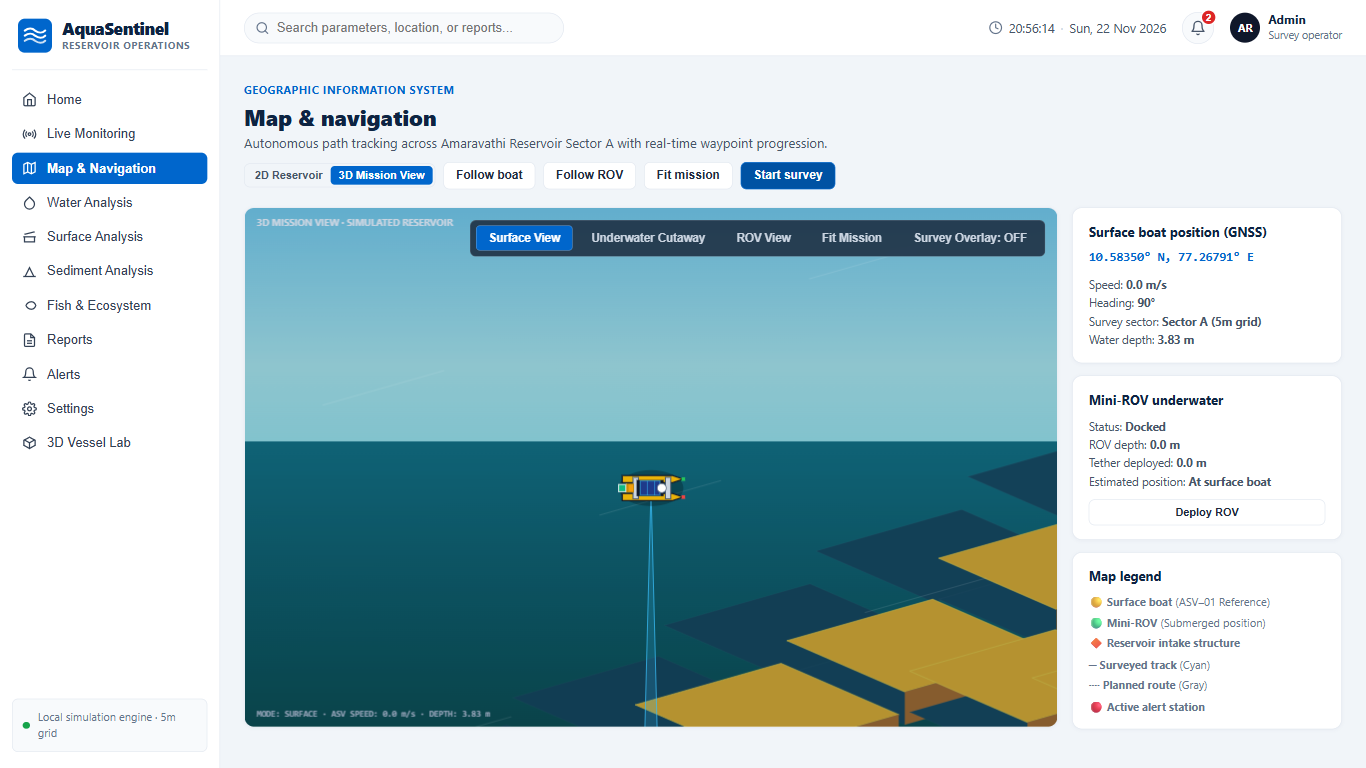 AquaSentinel
RESERVOIR OPERATIONS
Home
Live Monitoring
Map & Navigation
Water Analysis
Surface Analysis
Sediment Analysis
Fish & Ecosystem
Reports
Alerts
Settings
3D Vessel Lab
Local simulation engine · 5m
grid
Search parameters, location, or reports...
20:56:14 · Sun, 22 Nov 2026
2
AR
Admin
Survey operator
GEOGRAPHIC INFORMATION SYSTEM
Map & navigation
Autonomous path tracking across Amaravathi Reservoir Sector A with real-time waypoint progression.
2D Reservoir 3D Mission View Follow boat Follow ROV Fit mission Start survey
3D MISSION VIEW · SIMULATED RESERVOIR
Surface View Underwater Cutaway ROV View Fit Mission Survey Overlay: OFF
MODE: SURFACE · ASV SPEED: 0.0 m/s · DEPTH: 3.83 m
Surface boat position (GNSS)
10.58350° N, 77.26791° E
Speed: 0.0 m/s
Heading: 90°
Survey sector: Sector A (5m grid)
Water depth: 3.83 m
Mini-ROV underwater
Status: Docked
ROV depth: 0.0 m
Tether deployed: 0.0 m
Estimated position: At surface boat
Deploy ROV
Map legend
Surface boat (ASV–01 Reference)
Mini-ROV (Submerged position)
Reservoir intake structure
— Surveyed track (Cyan)
---- Planned route (Gray)
Active alert station